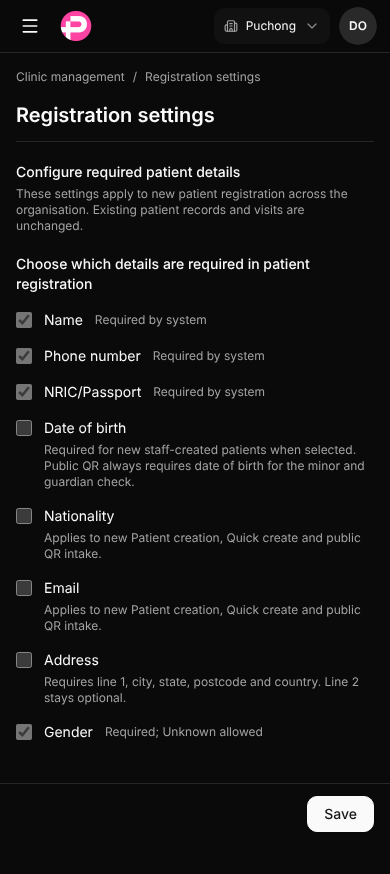 Puchong
DO
Clinic management / Registration settings
Registration settings
Configure required patient details
These settings apply to new patient registration across the
organisation. Existing patient records and visits are
unchanged.
Choose which details are required in patient
registration
Name Required by system
Phone number Required by system
NRIC/Passport Required by system
Date of birth
Required for new staff-created patients when selected.
Public QR always requires date of birth for the minor and
guardian check.
Nationality
Applies to new Patient creation, Quick create and public
QR intake.
Email
Applies to new Patient creation, Quick create and public
QR intake.
Address
Requires line 1, city, state, postcode and country. Line 2
stays optional.
Gender Required; Unknown allowed
Save